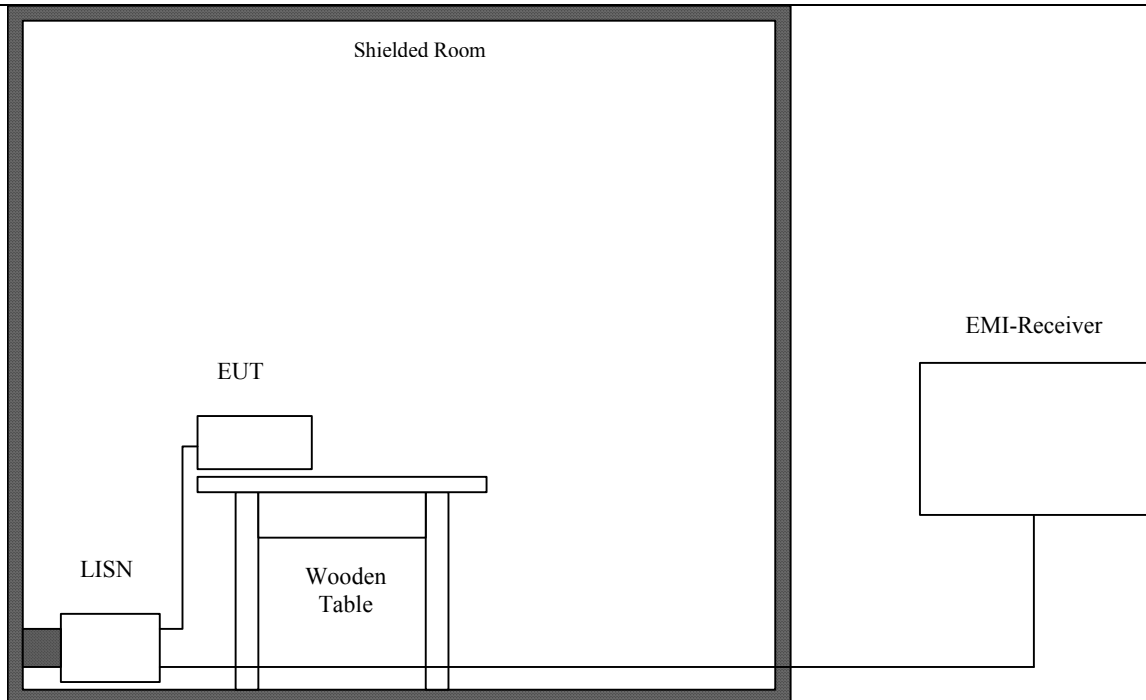 Shielded Room
EMI-Receiver
EUT
LISN
Wooden
Table